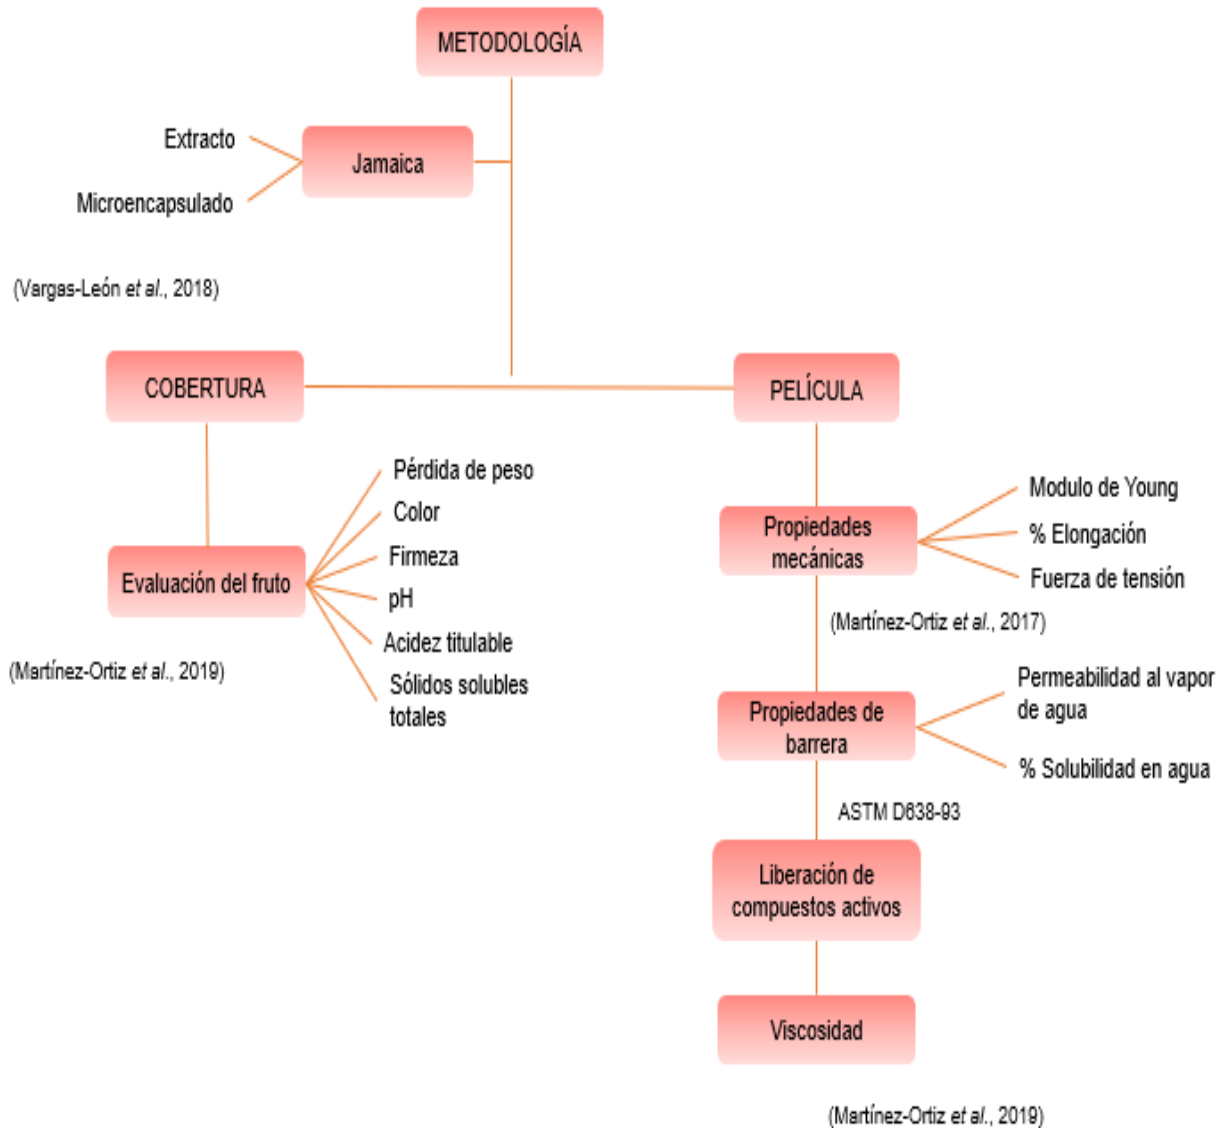 METODOLOGÍA
Extracto
Jamaica
Microencapsulado
(Vargas-León et al., 2018)
COBERTURA
PELÍCULA
Pérdida de peso
Color
Firmeza
Evaluación del fruto
pH
Acidez titulable
Sólidos solubles
totales
(Martínez-Ortiz et al., 2019)
Modulo de Young
Propiedades
mecánicas
% Elongación
Fuerza de tensión
(Martínez-Ortiz et al., 2017)
Permeabilidad al vapor
de agua
Propiedades de
barrera
% Solubilidad en agua
ASTM D638-93
Liberación de
compuestos activos
Viscosidad
(Martínez-Ortiz et al., 2019)